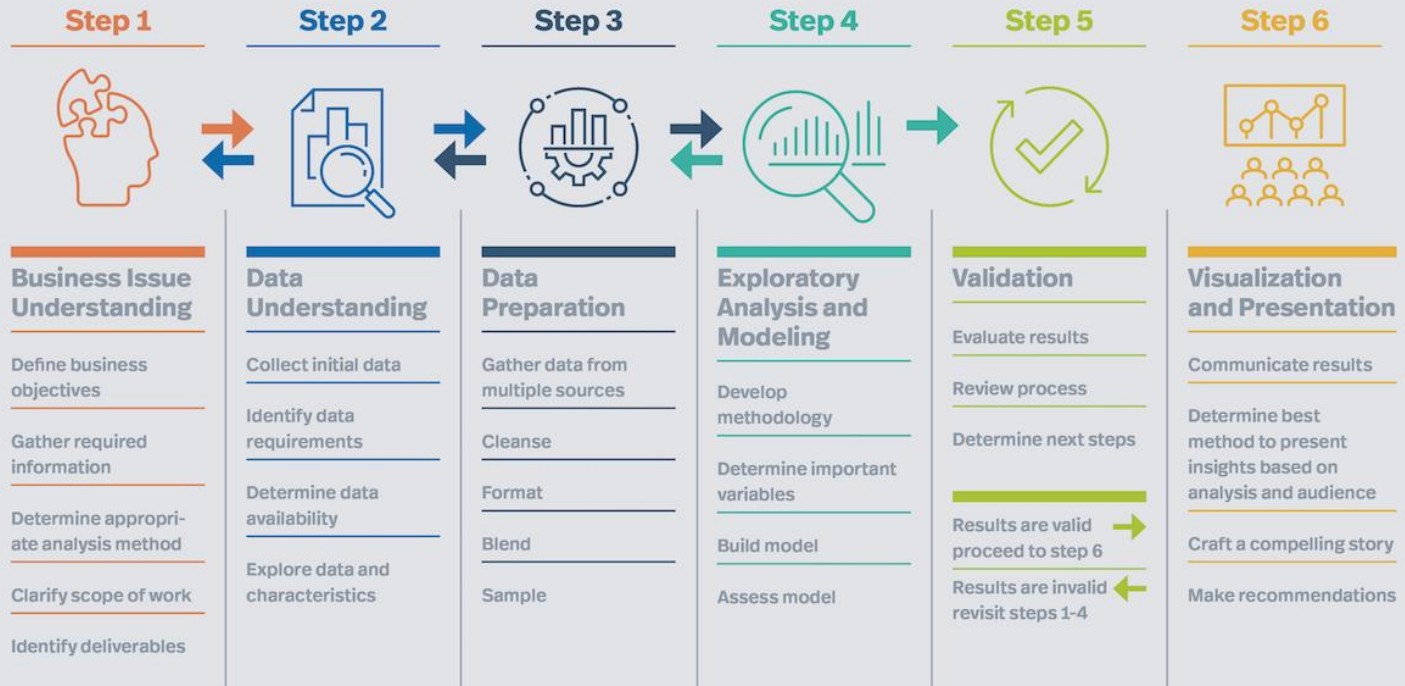 Step 1
Step 2
Step 3
Step 4
Step 5
Step 6
Business Issue
Understanding
Define business
objectives
Gather required
information
Determine appropri-
ate analysis method
Clarify scope of work
Identify deliverables
Data
Understanding
Collect initial data
Identify data
requirements
Determine data
availability
Explore data and
characteristics
Data
Preparation
Gather data from
multiple sources
Cleanse
Format
Blend
Sample
Exploratory
Analysis and
Modeling
Develop
methodology
Determine important
variables
Build model
Assess model
Validation
Evaluate results
Review process
Determine next steps
Results are valid
proceed to step 6
Results are invalid
revisit steps 1-4
Visualization
and Presentation
Communicate results
Determine best
method to present
insights based on
analysis and audience
Craft a compelling story
Make recommendations